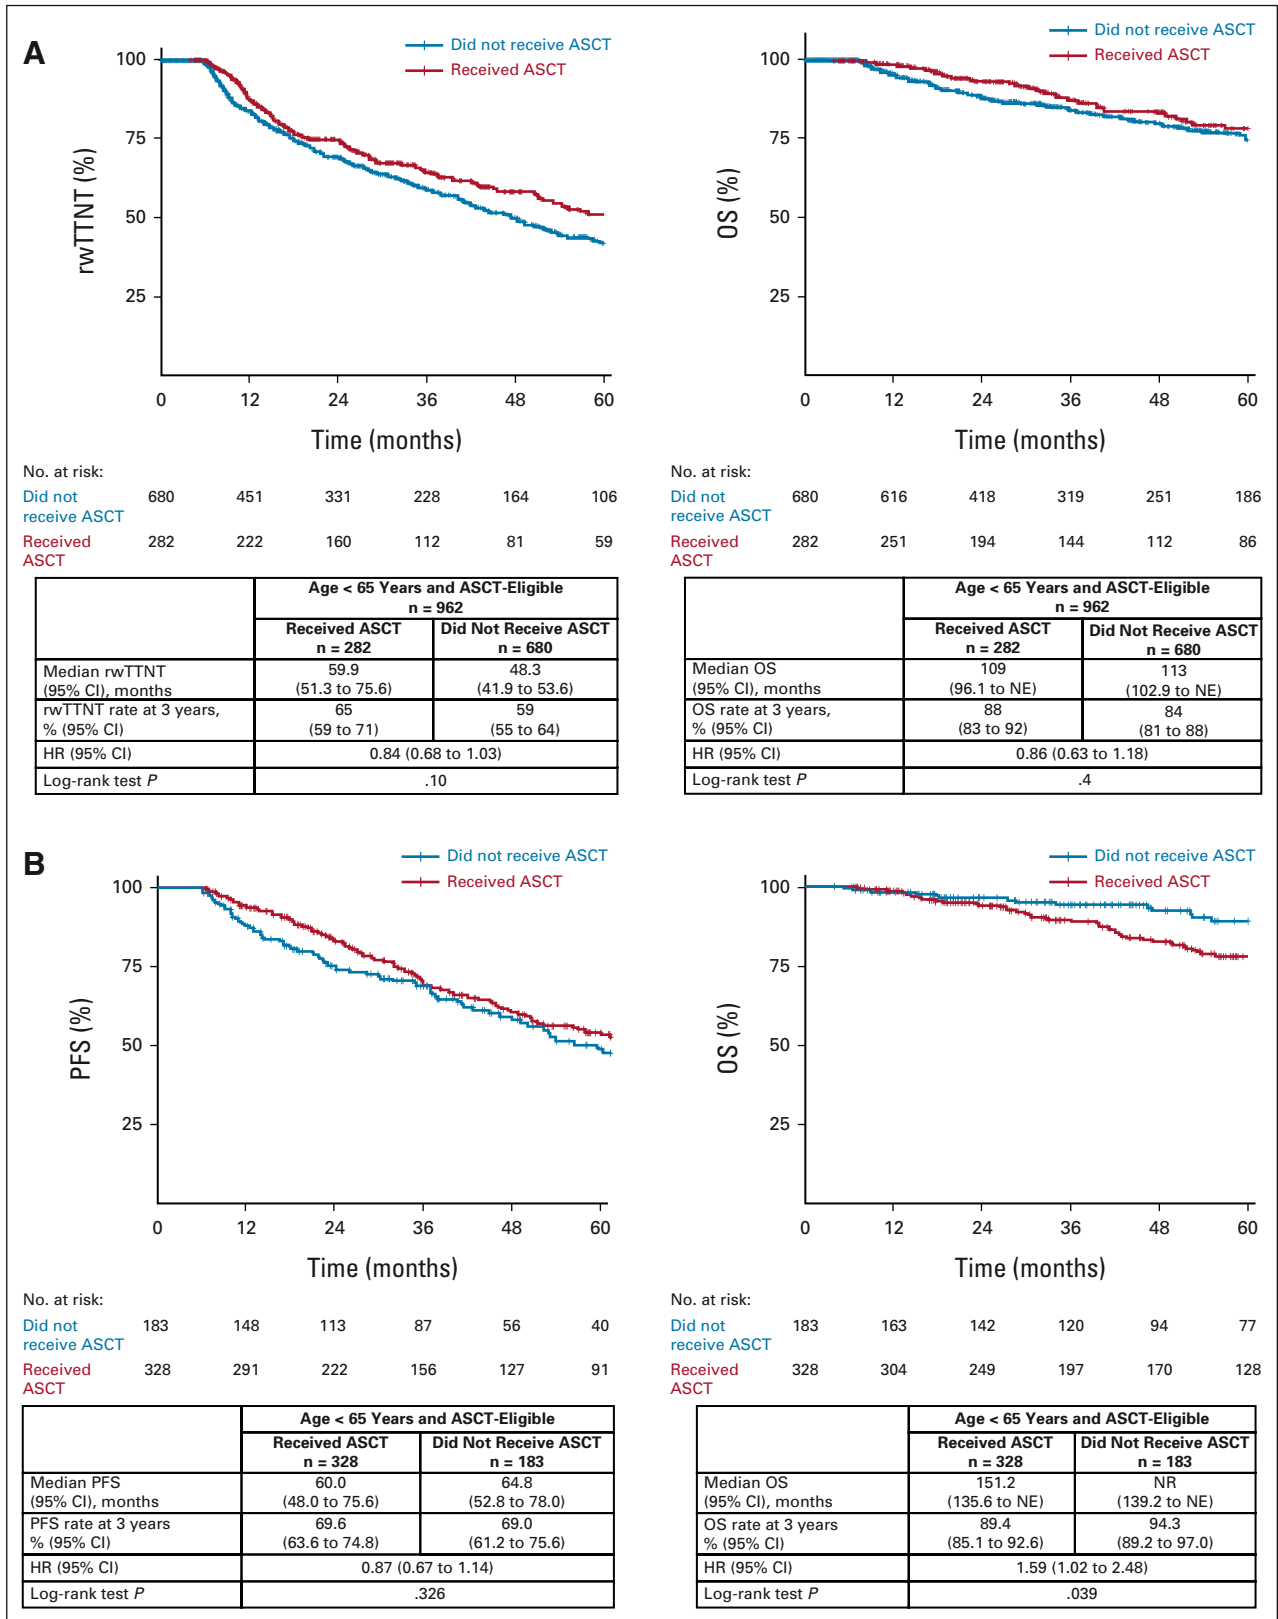 A
Did not receive ASCT
Received ASCT
100
75
50
25
rwTTNT (%)
0 12 24 36 48 60
Time (months)
No. at risk:
Did not receive ASCT 680 451 331 228 164 106
Received ASCT 282 222 160 112 81 59
Age < 65 Years and ASCT-Eligible
n = 962
Received ASCT n = 282 Did Not Receive ASCT n = 680
Median rwTTNT (95% CI), months 59.9 (51.3 to 75.6) 48.3 (41.9 to 53.6)
rwTTNT rate at 3 years, % (95% CI) 65 (59 to 71) 59 (55 to 64)
HR (95% CI) 0.84 (0.68 to 1.03)
Log-rank test P .10
Did not receive ASCT
Received ASCT
100
75
50
25
OS (%)
0 12 24 36 48 60
Time (months)
No. at risk:
Did not receive ASCT 680 616 418 319 251 186
Received ASCT 282 251 194 144 112 86
Age < 65 Years and ASCT-Eligible
n = 962
Received ASCT n = 282 Did Not Receive ASCT n = 680
Median OS (95% CI), months 109 (96.1 to NE) 113 (102.9 to NE)
OS rate at 3 years, % (95% CI) 88 (83 to 92) 84 (81 to 88)
HR (95% CI) 0.86 (0.63 to 1.18)
Log-rank test P .4
B
Did not receive ASCT
Received ASCT
100
75
50
25
PFS (%)
0 12 24 36 48 60
Time (months)
No. at risk:
Did not receive ASCT 183 148 113 87 56 40
Received ASCT 328 291 222 156 127 91
Age < 65 Years and ASCT-Eligible
Received ASCT n = 328 Did Not Receive ASCT n = 183
Median PFS (95% CI), months 60.0 (48.0 to 75.6) 64.8 (52.8 to 78.0)
PFS rate at 3 years % (95% CI) 69.6 (63.6 to 74.8) 69.0 (61.2 to 75.6)
HR (95% CI) 0.87 (0.67 to 1.14)
Log-rank test P .326
Did not receive ASCT
Received ASCT
100
75
50
25
OS (%)
0 12 24 36 48 60
Time (months)
No. at risk:
Did not receive ASCT 183 163 142 120 94 77
Received ASCT 328 304 249 197 170 128
Age < 65 Years and ASCT-Eligible
Received ASCT n = 328 Did Not Receive ASCT n = 183
Median OS (95% CI), months 151.2 (135.6 to NE) NR (139.2 to NE)
OS rate at 3 years % (95% CI) 89.4 (85.1 to 92.6) 94.3 (89.2 to 97.0)
HR (95% CI) 1.59 (1.02 to 2.48)
Log-rank test P .039